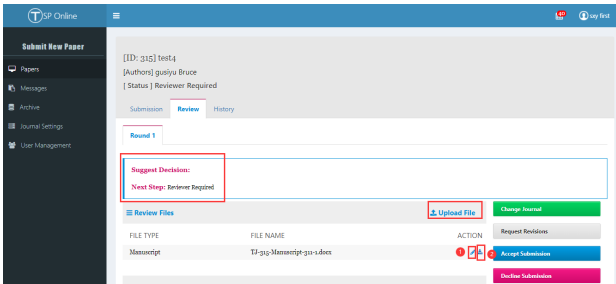 TSP Online
40
say first
Submit New Paper
Papers
Messages
Archive
Journal Settings
User Management
[ID: 315] test4
[Authors] gusiyu Bruce
[ Status ] Reviewer Required
Submission Review History
Round 1
Suggest Decision:
Next Step: Reviewer Required
Review Files
Upload File
FILE TYPE FILE NAME ACTION
Manuscript TJ-315-Manuscript-311-1.docx 1 2
Change Journal
Request Revisions
Accept Submission
Decline Submission